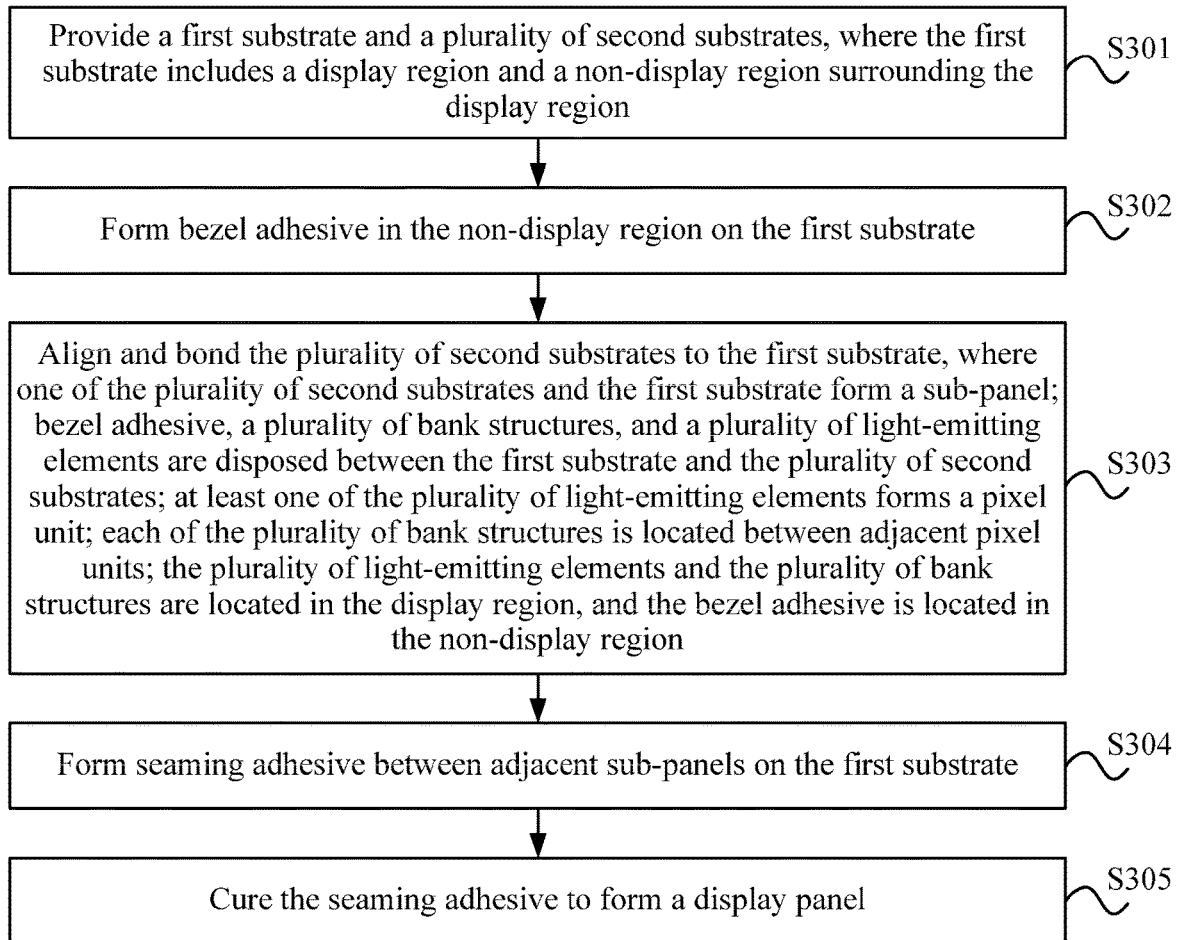 Provide a first substrate and a plurality of second substrates, where the first
substrate includes a display region and a non-display region surrounding the
display region
S301
Form bezel adhesive in the non-display region on the first substrate
S302
Align and bond the plurality of second substrates to the first substrate, where
one of the plurality of second substrates and the first substrate form a sub-panel;
bezel adhesive, a plurality of bank structures, and a plurality of light-emitting
elements are disposed between the first substrate and the plurality of second
substrates; at least one of the plurality of light-emitting elements forms a pixel
unit; each of the plurality of bank structures is located between adjacent pixel
units; the plurality of light-emitting elements and the plurality of bank
structures are located in the display region, and the bezel adhesive is located in
the non-display region
S303
Form seaming adhesive between adjacent sub-panels on the first substrate
S304
Cure the seaming adhesive to form a display panel
S305